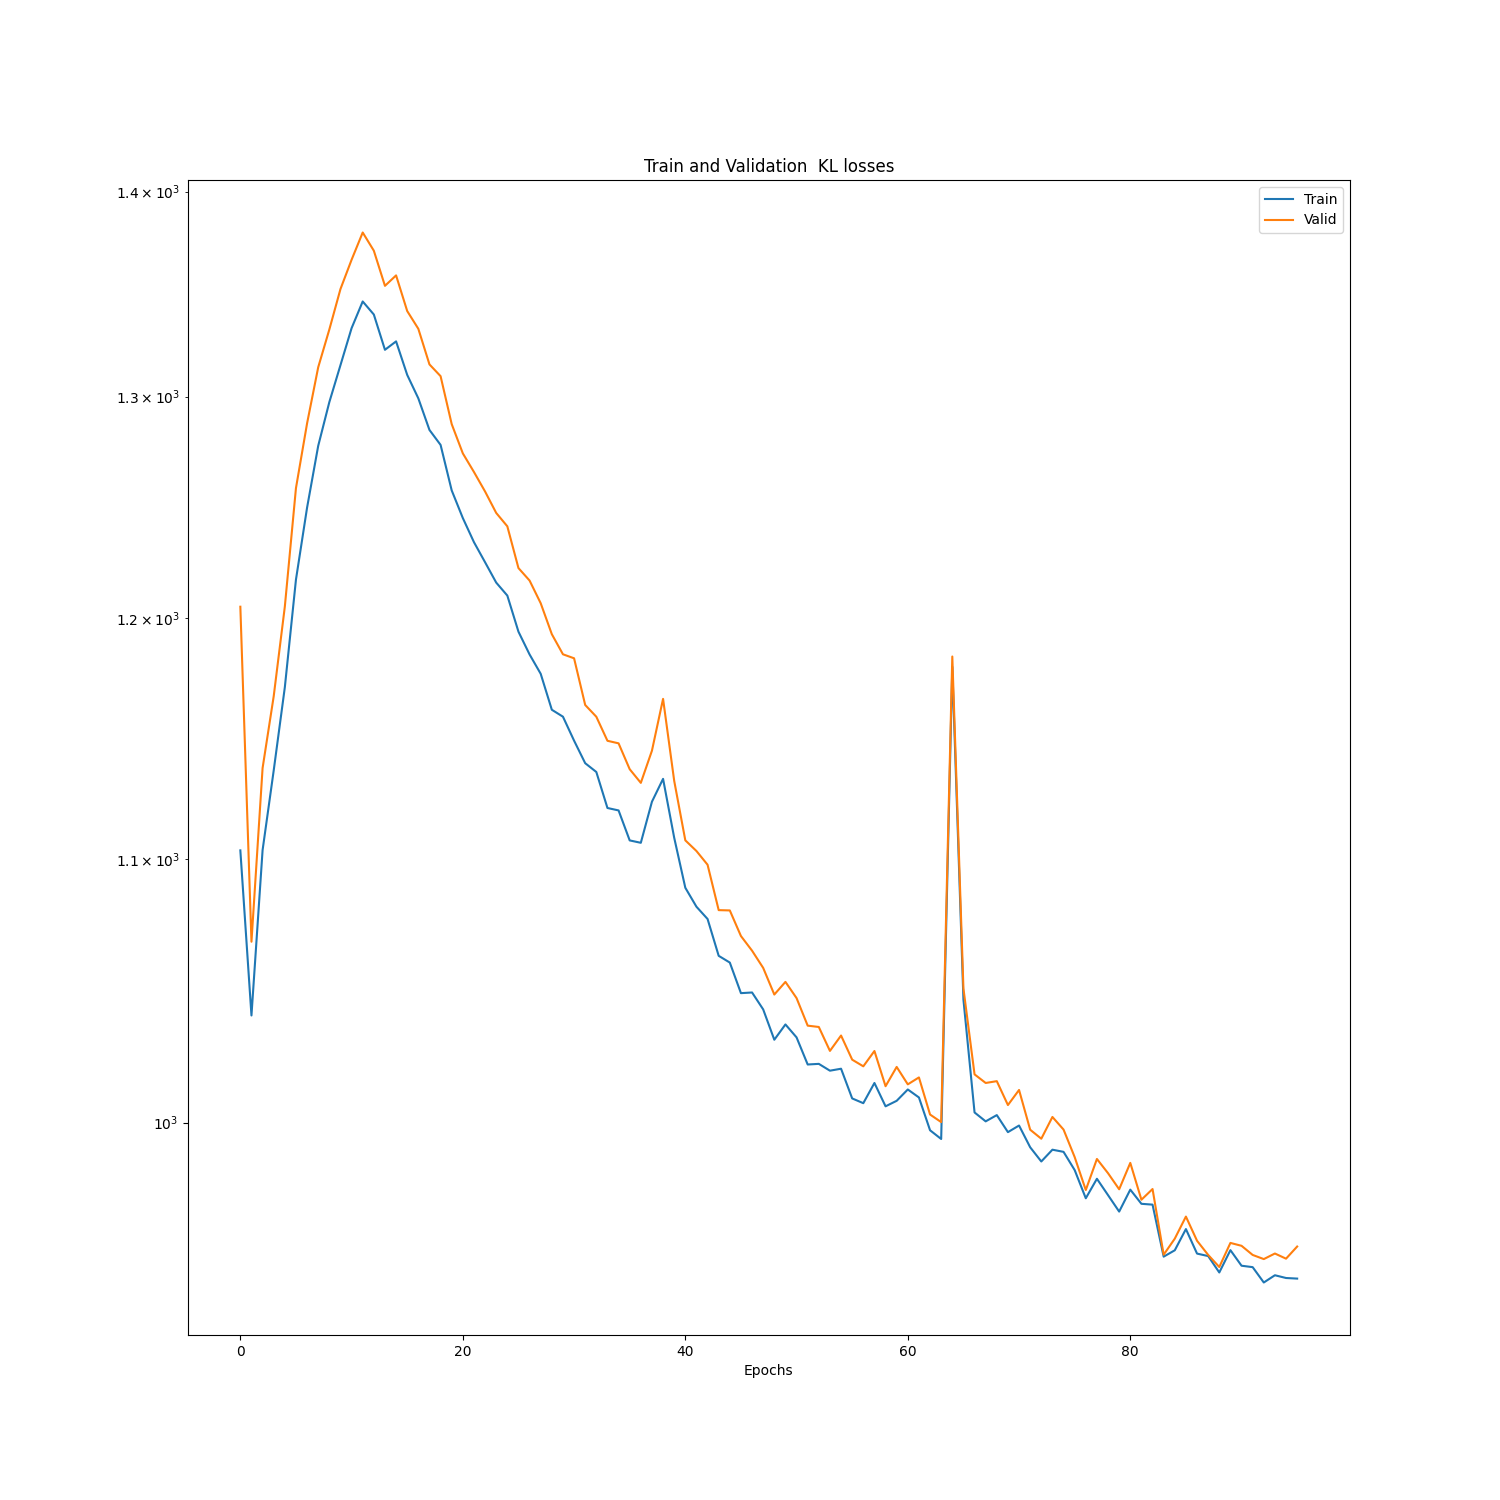 Train and Validation  KL losses
1.4 × 10³
1.3 × 10³
1.2 × 10³
1.1 × 10³
10³
Train
Valid
0 20 40 60 80
Epochs